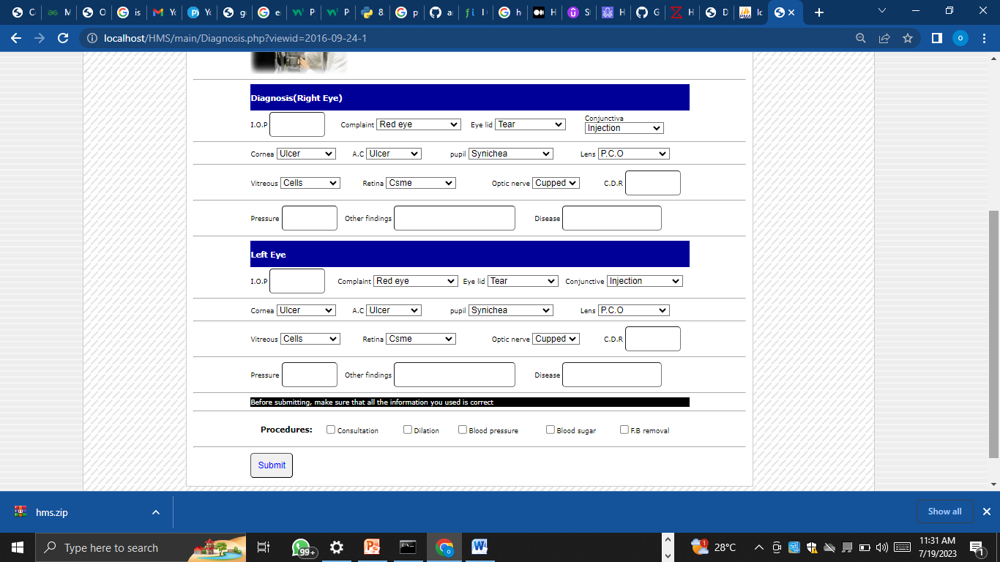 C
M
O
is
Yo
Yo
g
e
P
P
8.
p
a
I
h
H
S
H
G
H
D
lo
localhost/HMS/main/Diagnosis.php?viewid=2016-09-24-1
o
Diagnosis(Right Eye)
I.O.P Complaint Red eye Eye lid Tear Conjunctiva Injection
Cornea Ulcer A.C Ulcer pupil Synichea Lens P.C.O
Vitreous Cells Retina Csme Optic nerve Cupped C.D.R
Pressure Other findings Disease
Left Eye
I.O.P Complaint Red eye Eye lid Tear Conjunctive Injection
Cornea Ulcer A.C Ulcer pupil Synichea Lens P.C.O
Vitreous Cells Retina Csme Optic nerve Cupped C.D.R
Pressure Other findings Disease
Before submitting, make sure that all the information you used is correct
Procedures: Consultation Dilation Blood pressure Blood sugar F.B removal
Submit
hms.zip Show all
Type here to search 99+ 1 28°C 11:31 AM
7/19/2023 1